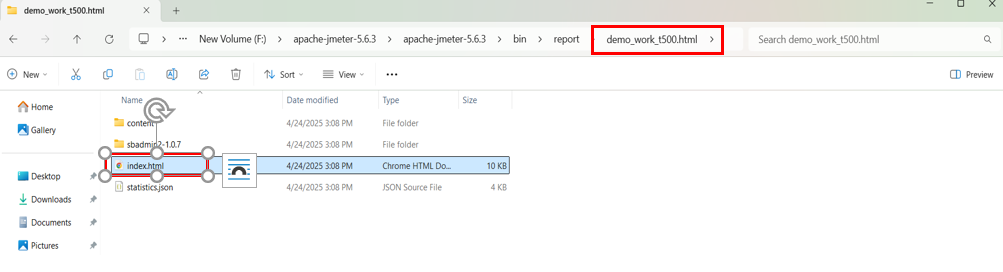 demo_work_t500.html
New Volume (F:) > apache-jmeter-5.6.3 > apache-jmeter-5.6.3 > bin > report > demo_work_t500.html > Search demo_work_t500.html
New Sort View Preview
Name Date modified Type Size
Home
Gallery
Desktop
Downloads
Documents
Pictures
content 4/24/2025 3:08 PM File folder
sbadmin2-1.0.7 4/24/2025 3:08 PM File folder
index.html 4/24/2025 3:08 PM Chrome HTML Do... 10 KB
statistics.json 4/24/2025 3:08 PM JSON Source File 4 KB